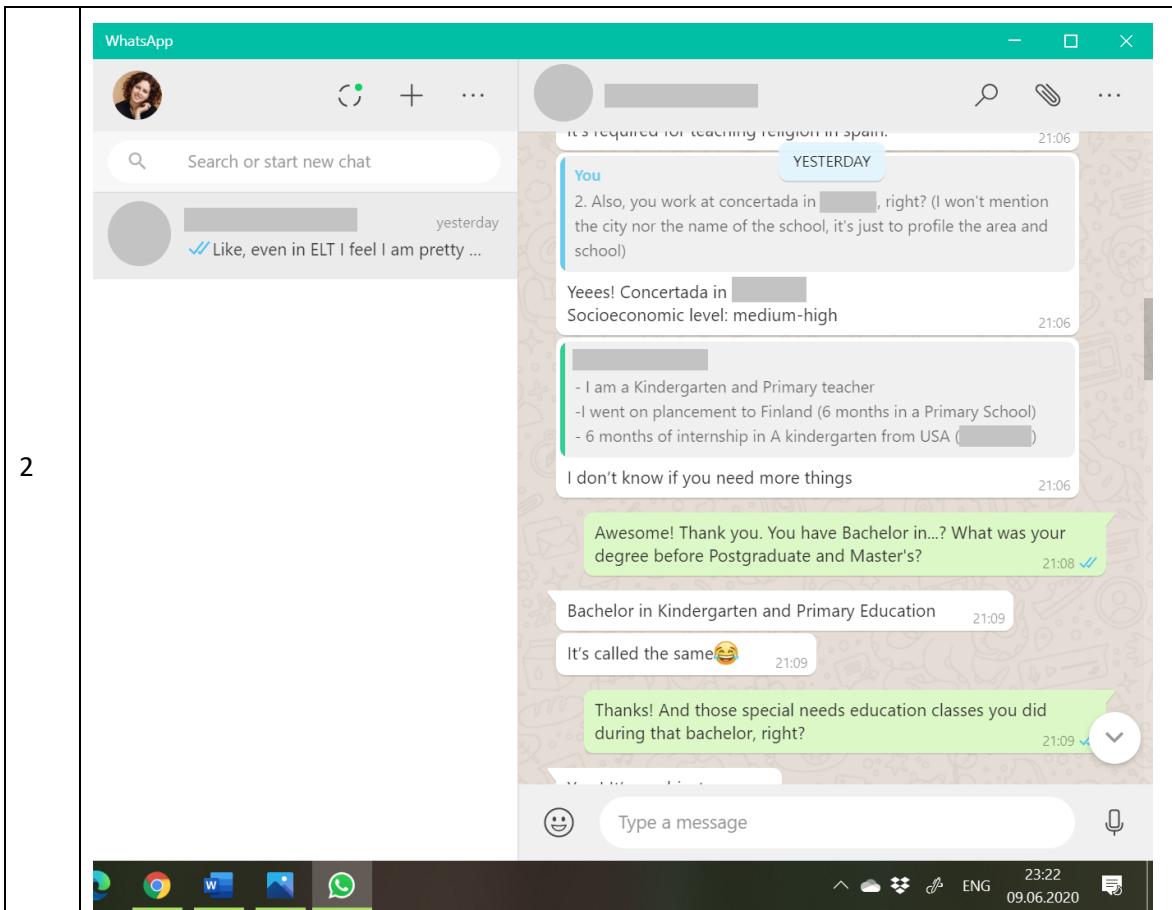 2
WhatsApp
Search or start new chat
yesterday
Like, even in ELT I feel I am pretty ...
It's required for teaching religion in spain.
21:06
YESTERDAY
You
2. Also, you work at concertada in , right? (I won't mention
the city nor the name of the school, it's just to profile the area and
school)
Yeees! Concertada in
Socioeconomic level: medium-high
21:06
- I am a Kindergarten and Primary teacher
-I went on plancement to Finland (6 months in a Primary School)
- 6 months of internship in A kindergarten from USA ( )
I don't know if you need more things
21:06
Awesome! Thank you. You have Bachelor in...? What was your
degree before Postgraduate and Master's?
21:08
Bachelor in Kindergarten and Primary Education
21:09
It's called the same😂
21:09
Thanks! And those special needs education classes you did
during that bachelor, right?
21:09
Type a message
ENG
23:22
09.06.2020